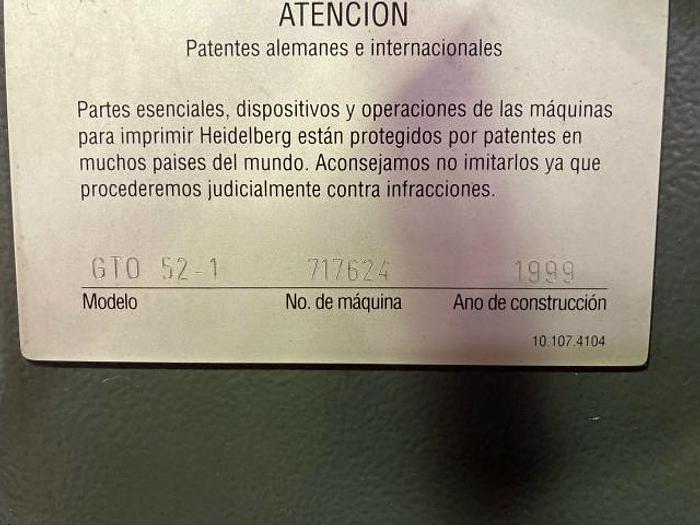 ATENCION
Patentes alemanes e internacionales
Partes esenciales, dispositivos y operaciones de las máquinas
para imprimir Heidelberg están protegidos por patentes en
muchos paises del mundo. Aconsejamos no imitarlos ya que
procederemos judicialmente contra infracciones.
GTO 52-1 717624 1999
Modelo No. de máquina Ano de construcción
10.107.4104